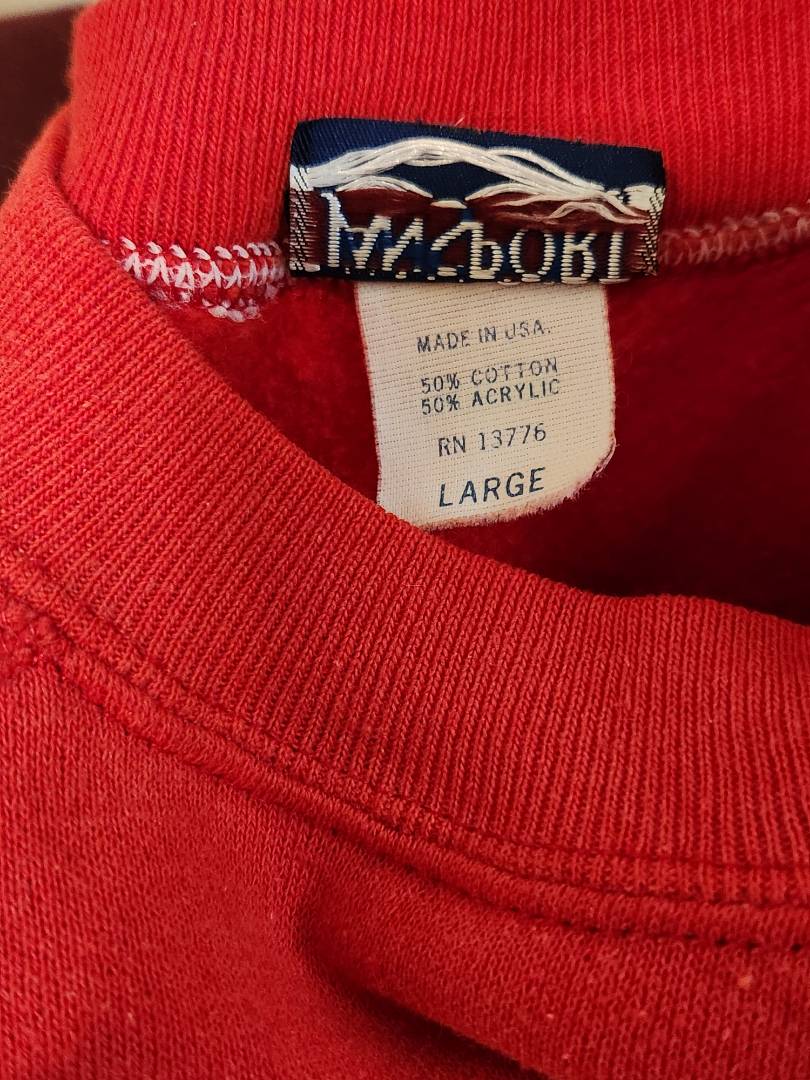 MADE IN USA.
50% COTTON
50% ACRYLIC
RN 13776
LARGE